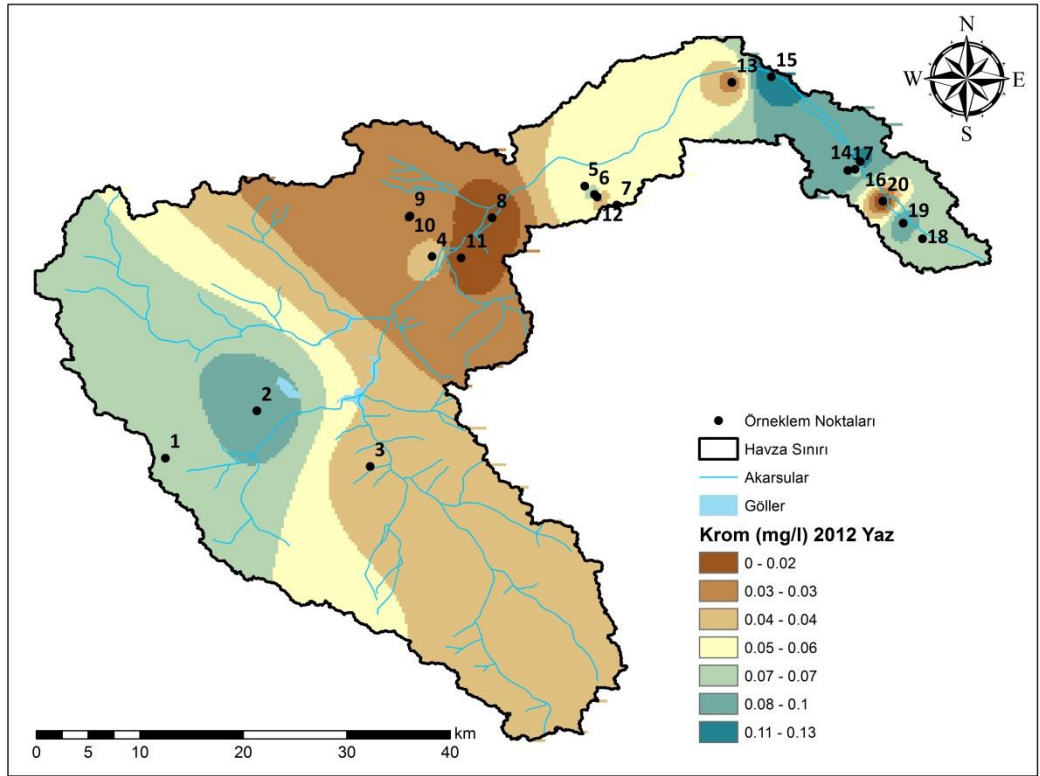 N
W E
S
13
15
14
17
16
20
19
18
5
6
7
12
9
10
8
4
11
2
1
3
Örneklem Noktaları
Havza Sınırı
Akarsular
Göller
Krom (mg/l) 2012 Yaz
0 - 0.02
0.03 - 0.03
0.04 - 0.04
0.05 - 0.06
0.07 - 0.07
0.08 - 0.1
0.11 - 0.13
km
0 5 10 20 30 40